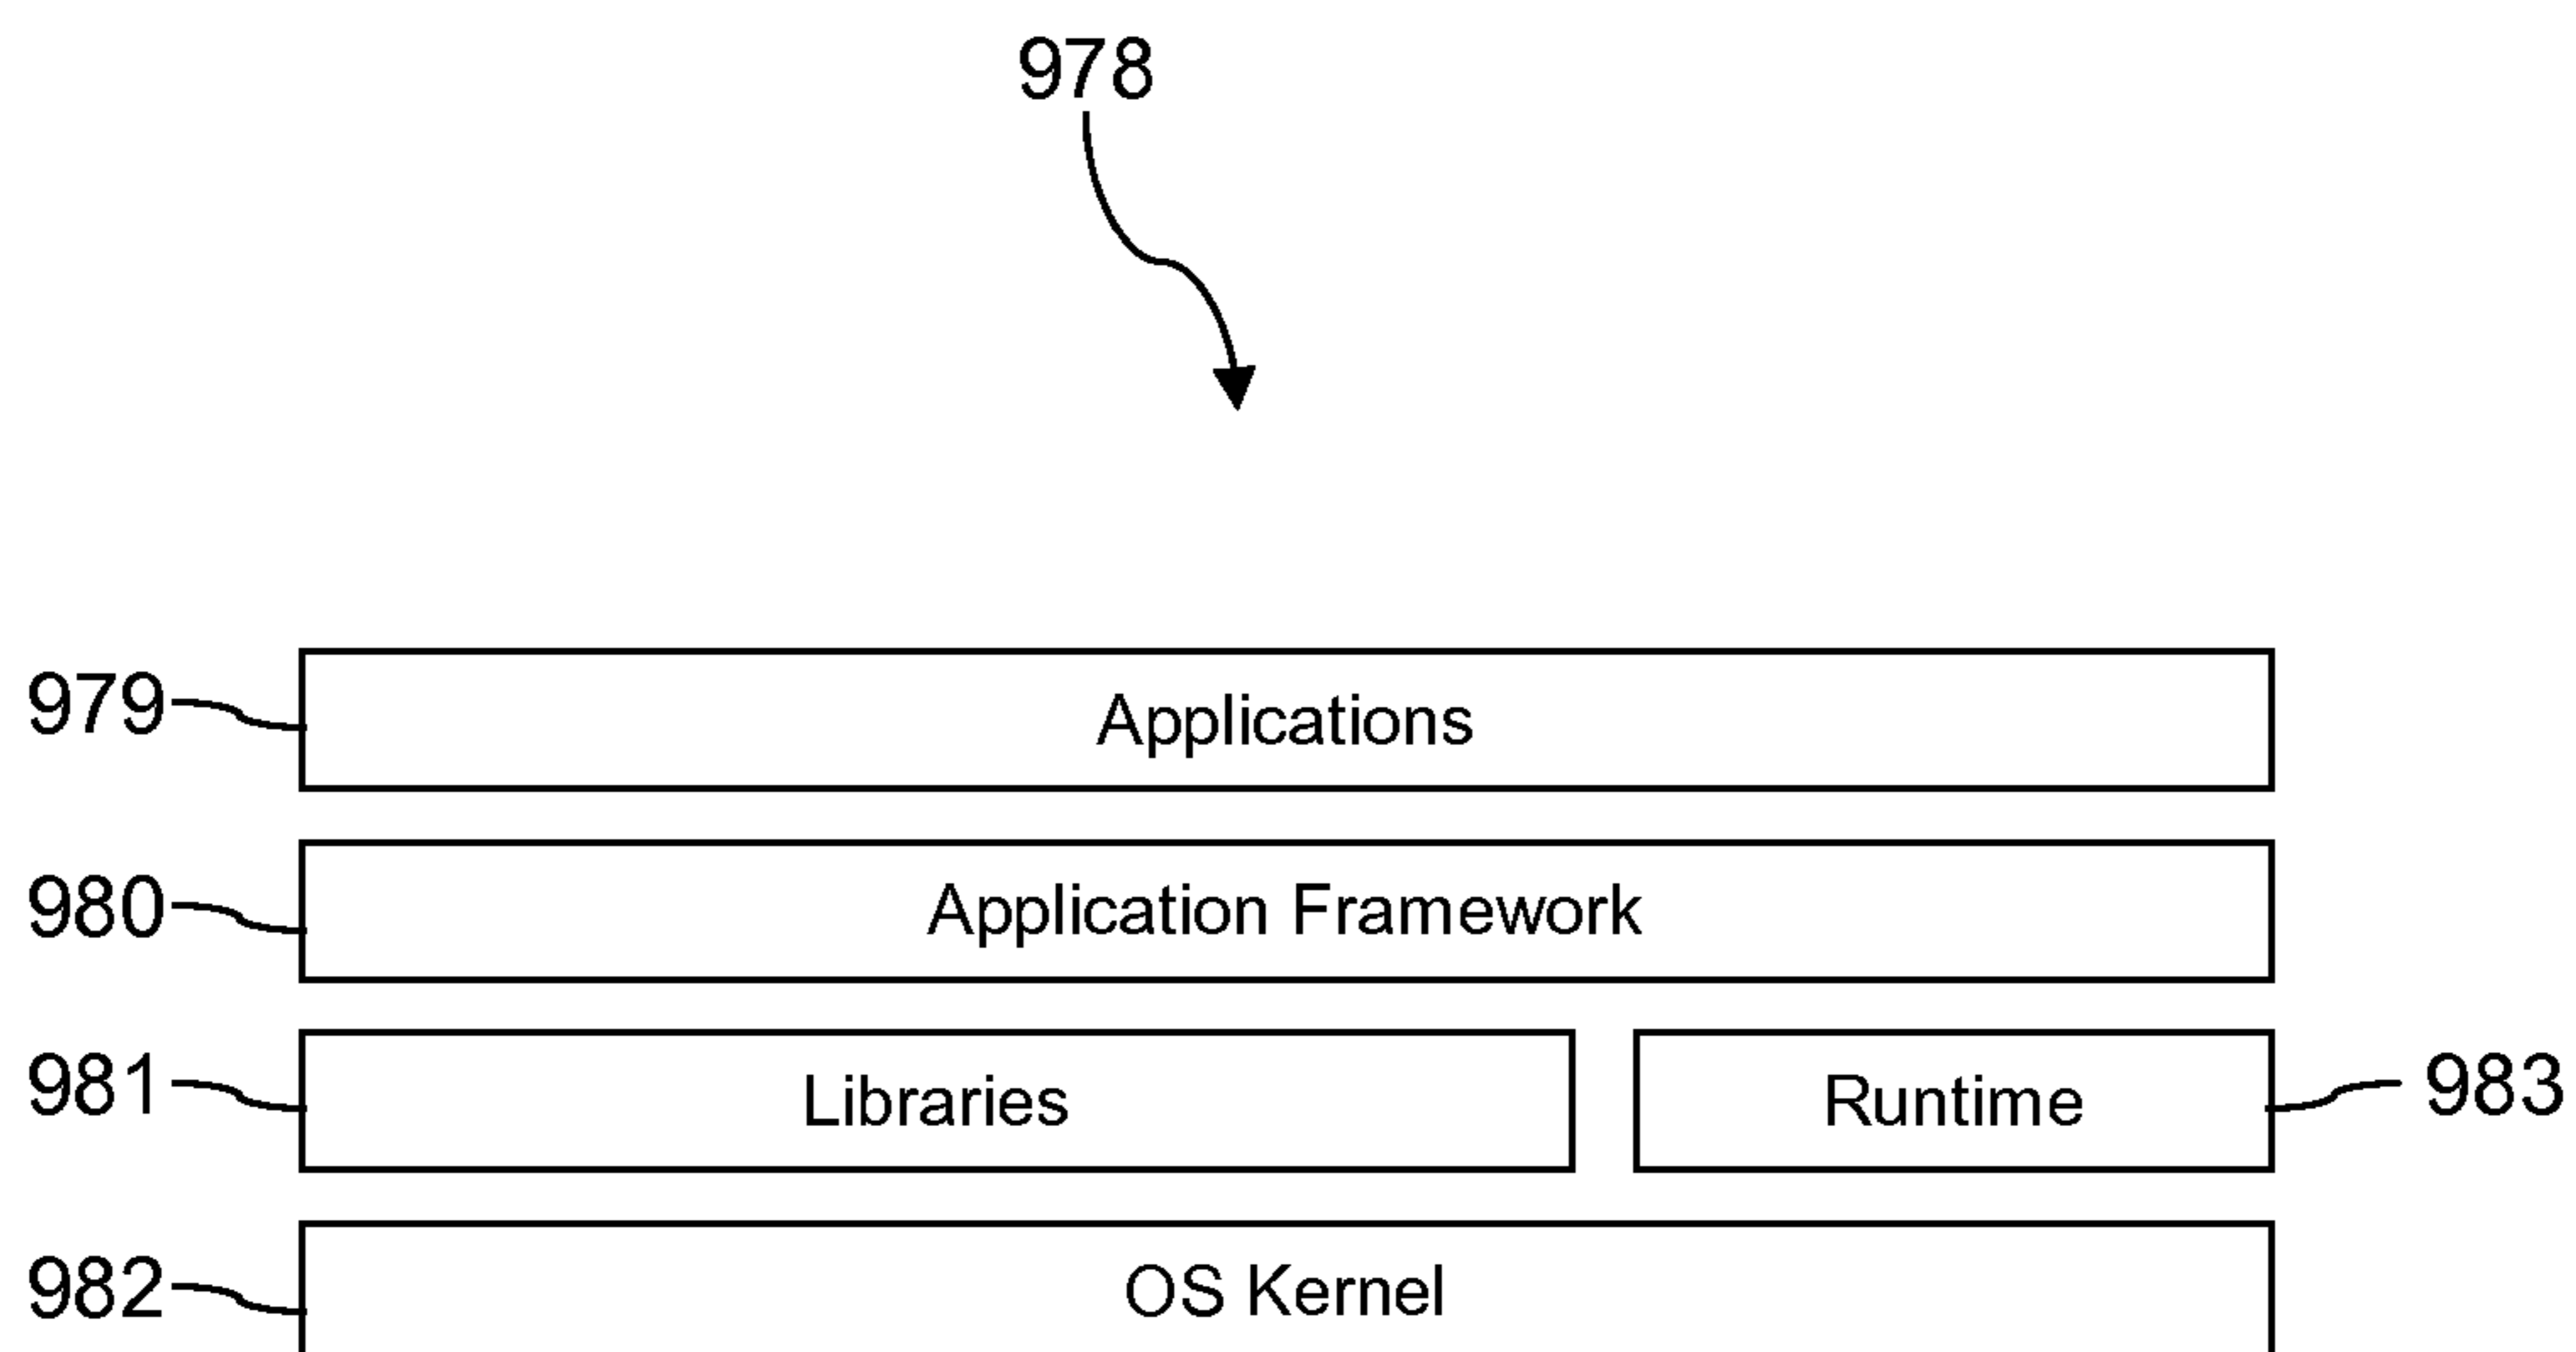 978
979
Applications
980
Application Framework
981
Libraries
Runtime
983
982
OS Kernel